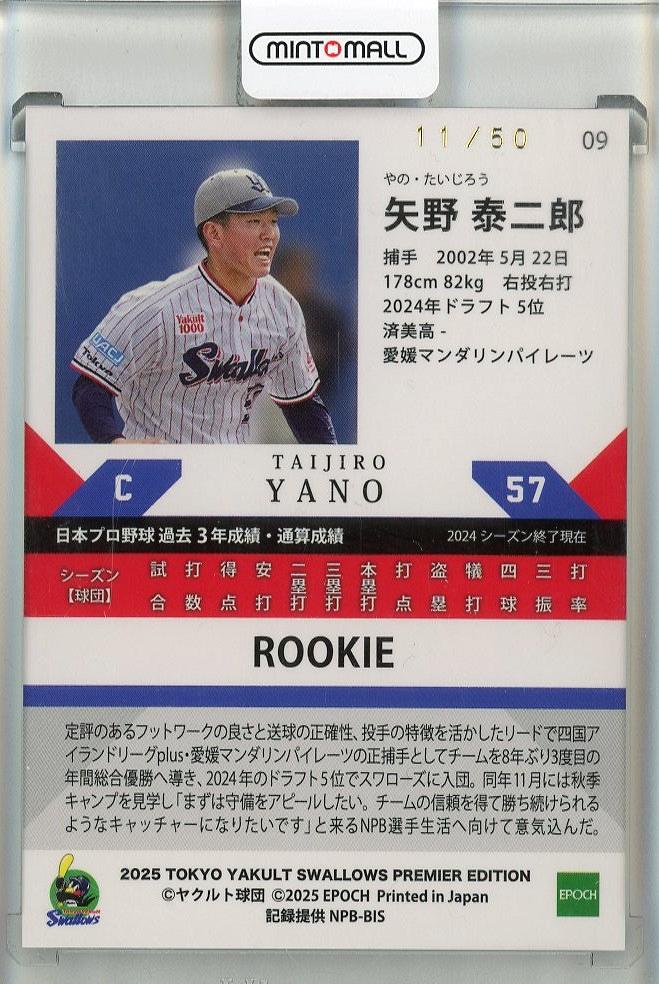 MINTMALL
11/50
09
やの・たいじろう
矢野 泰二郎
捕手 2002年 5月 22日
178cm 82kg 右投右打
2024年ドラフト 5位
済美高 -
愛媛マンダリンパイレーツ
Yakult
1000
JACJ
Swallows
TAIJIRO
YANO
C
57
日本プロ野球 過去 3年成績・通算成績
2024 シーズン終了現在
シーズン【球団】 試合 打数 得点 安打 二塁打 三塁打 本塁打 打点 盗塁 犠打 四球 三振 打率
ROOKIE
定評のあるフットワークの良さと送球の正確性、投手の特徴を活かしたリードで四国ア
イランドリーグplus・愛媛マンダリンパイレーツの正捕手としてチームを8年ぶり3度目の
年間総合優勝へ導き、2024年のドラフト5位でスワローズに入団。同年11月には秋季
キャンプを見学し「まずは守備をアピールしたい。チームの信頼を得て勝ち続けられる
ようなキャッチャーになりたいです」と来るNPB選手生活へ向けて意気込んだ。
2025 TOKYO YAKULT SWALLOWS PREMIER EDITION
©ヤクルト球団 ©2025 EPOCH Printed in Japan
記録提供 NPB-BIS
Swallows
EPOCH